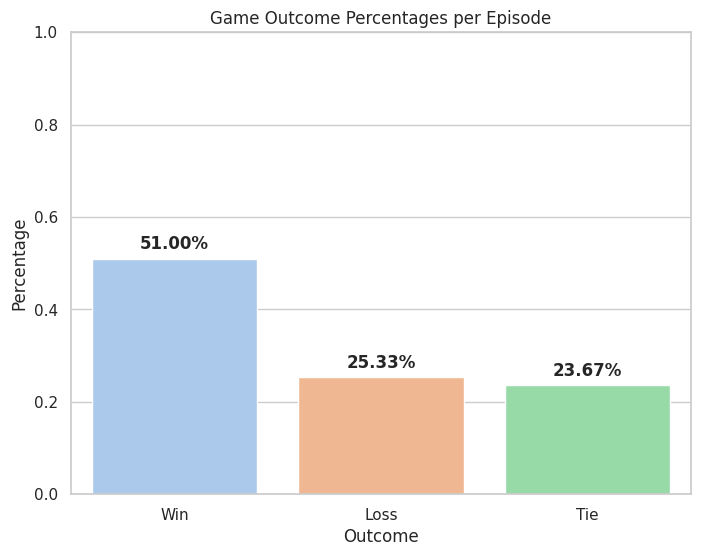 Game Outcome Percentages per Episode
1.0
0.8
0.6
0.4
0.2
0.0
Percentage
51.00%
25.33%
23.67%
Win Loss Tie
Outcome